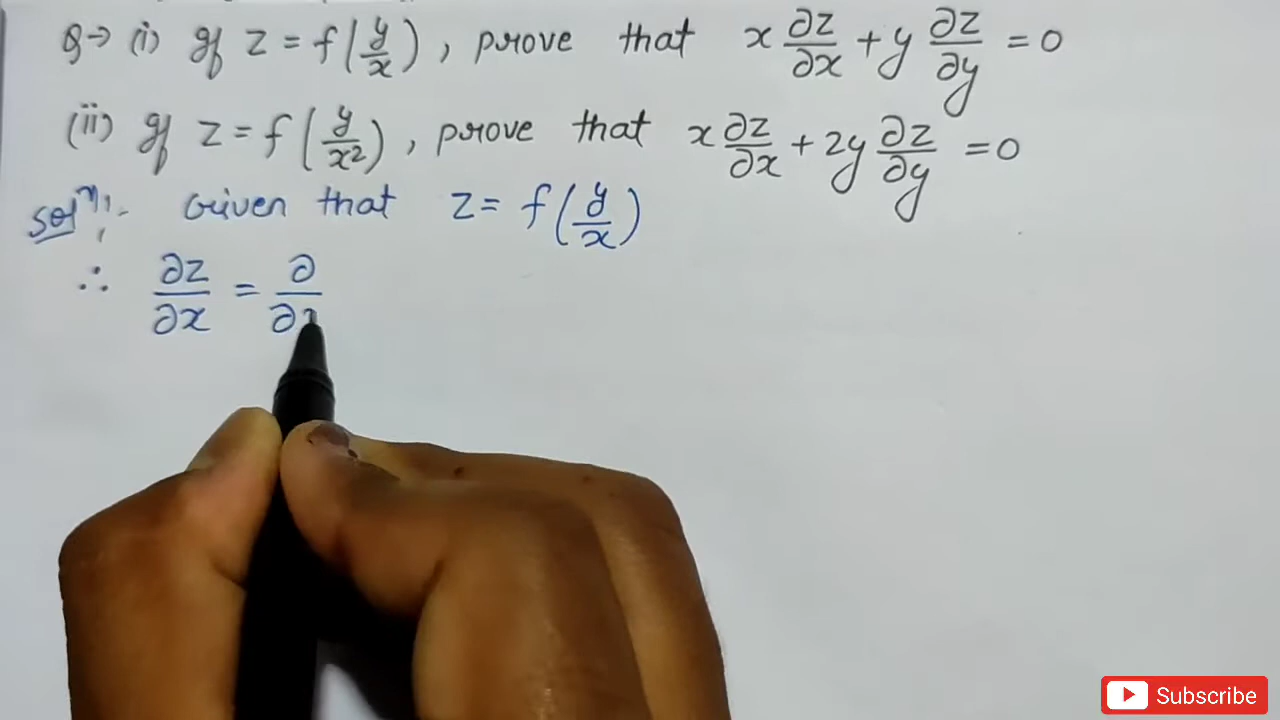 Q→ (i) If z = f(y/x), prove that x ∂z/∂x + y ∂z/∂y = 0
(ii) If z = f(y/x²), prove that x ∂z/∂x + 2y ∂z/∂y = 0
Solⁿ:- Given that z = f(y/x)
∴ ∂z/∂x = ∂/∂x
Subscribe